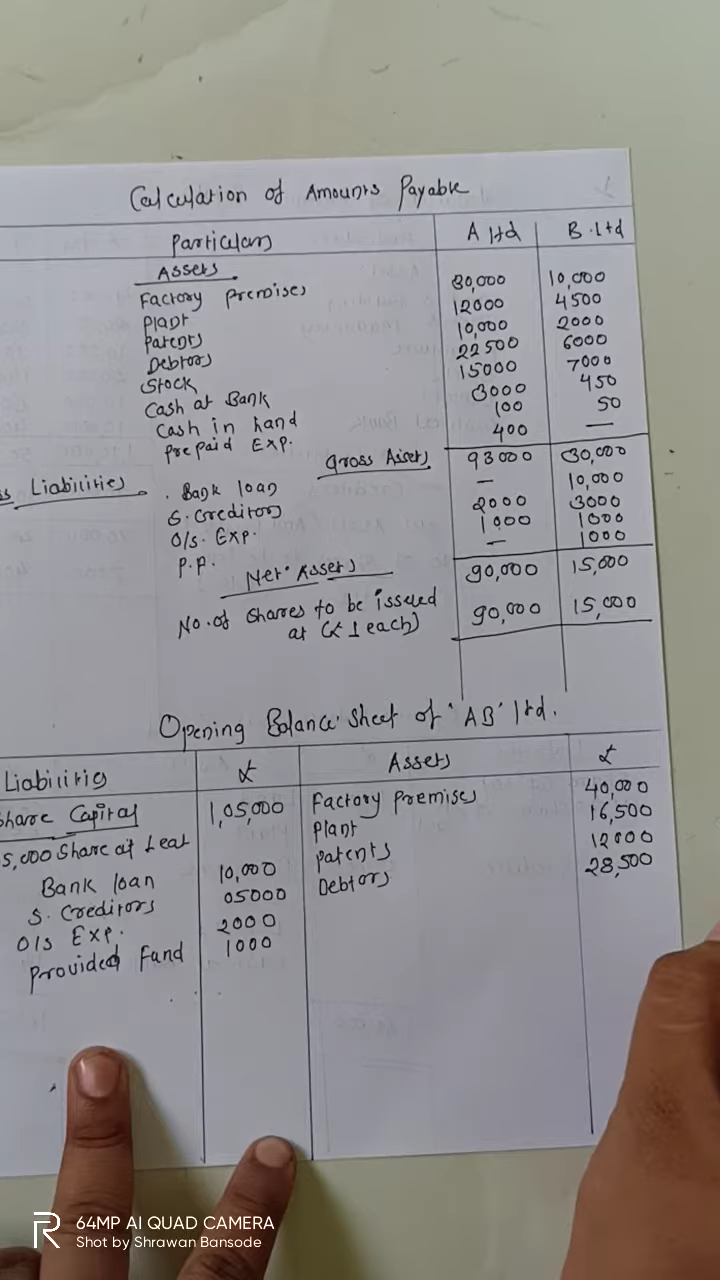 Calculation of Amounts Payable
Particulars A ltd B.ltd
Assets
Factory Premises 30,000 10,000
Plant 12000 4500
Patents 10,000 2000
Debtors 22500 6000
Stock 15000 7000
Cash at Bank 3000 450
Cash in hand 100 50
Prepaid Exp. 400 —
Gross Assets 93000 30,000
Liabilities . Bank loan — 10,000
S. Creditors 2000 3000
O/s. Exp. 1000 1000
P.P. — 1000
Net Assets 90,000 15,000
No. of Shares to be issued
at (£ 1 each) 90,000 15,000
Opening Balance Sheet of 'AB' ltd.
Liabilities £ Assets £
Share Capital 1,05,000 Factory Premises 40,000
5,000 Share at 1 eat Plant 16,500
Bank loan 10,000 Patents 12000
S. Creditors 05000 Debtors 28,500
O/s Exp. 2000
Provided Fund 1000
R 64MP AI QUAD CAMERA
Shot by Shrawan Bansode